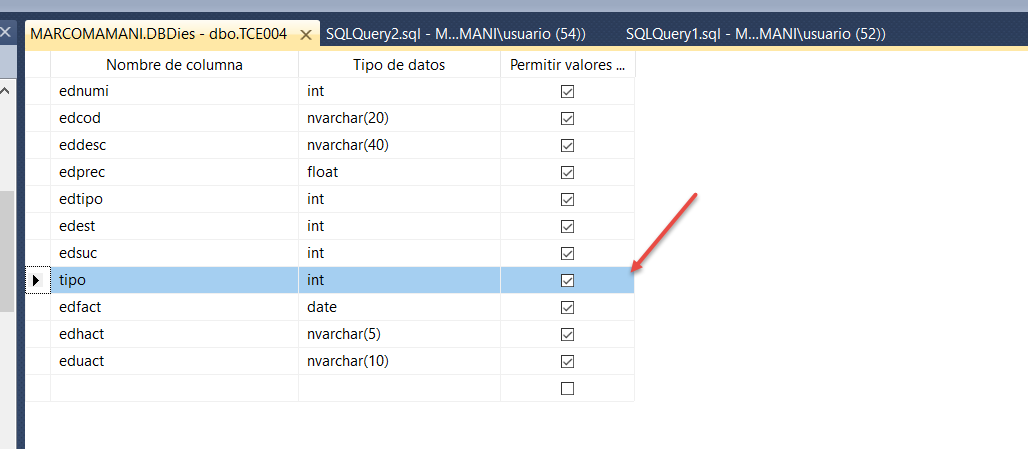 MARCOMAMANI.DBDies - dbo.TCE004 SQLQuery2.sql - M...MANI\usuario (54)) SQLQuery1.sql - M...MANI\usuario (52))
Nombre de columna Tipo de datos Permitir valores ...
ednumi int
edcod nvarchar(20)
eddesc nvarchar(40)
edprec float
edtipo int
edest int
edsuc int
tipo int
edfact date
edhact nvarchar(5)
eduact nvarchar(10)